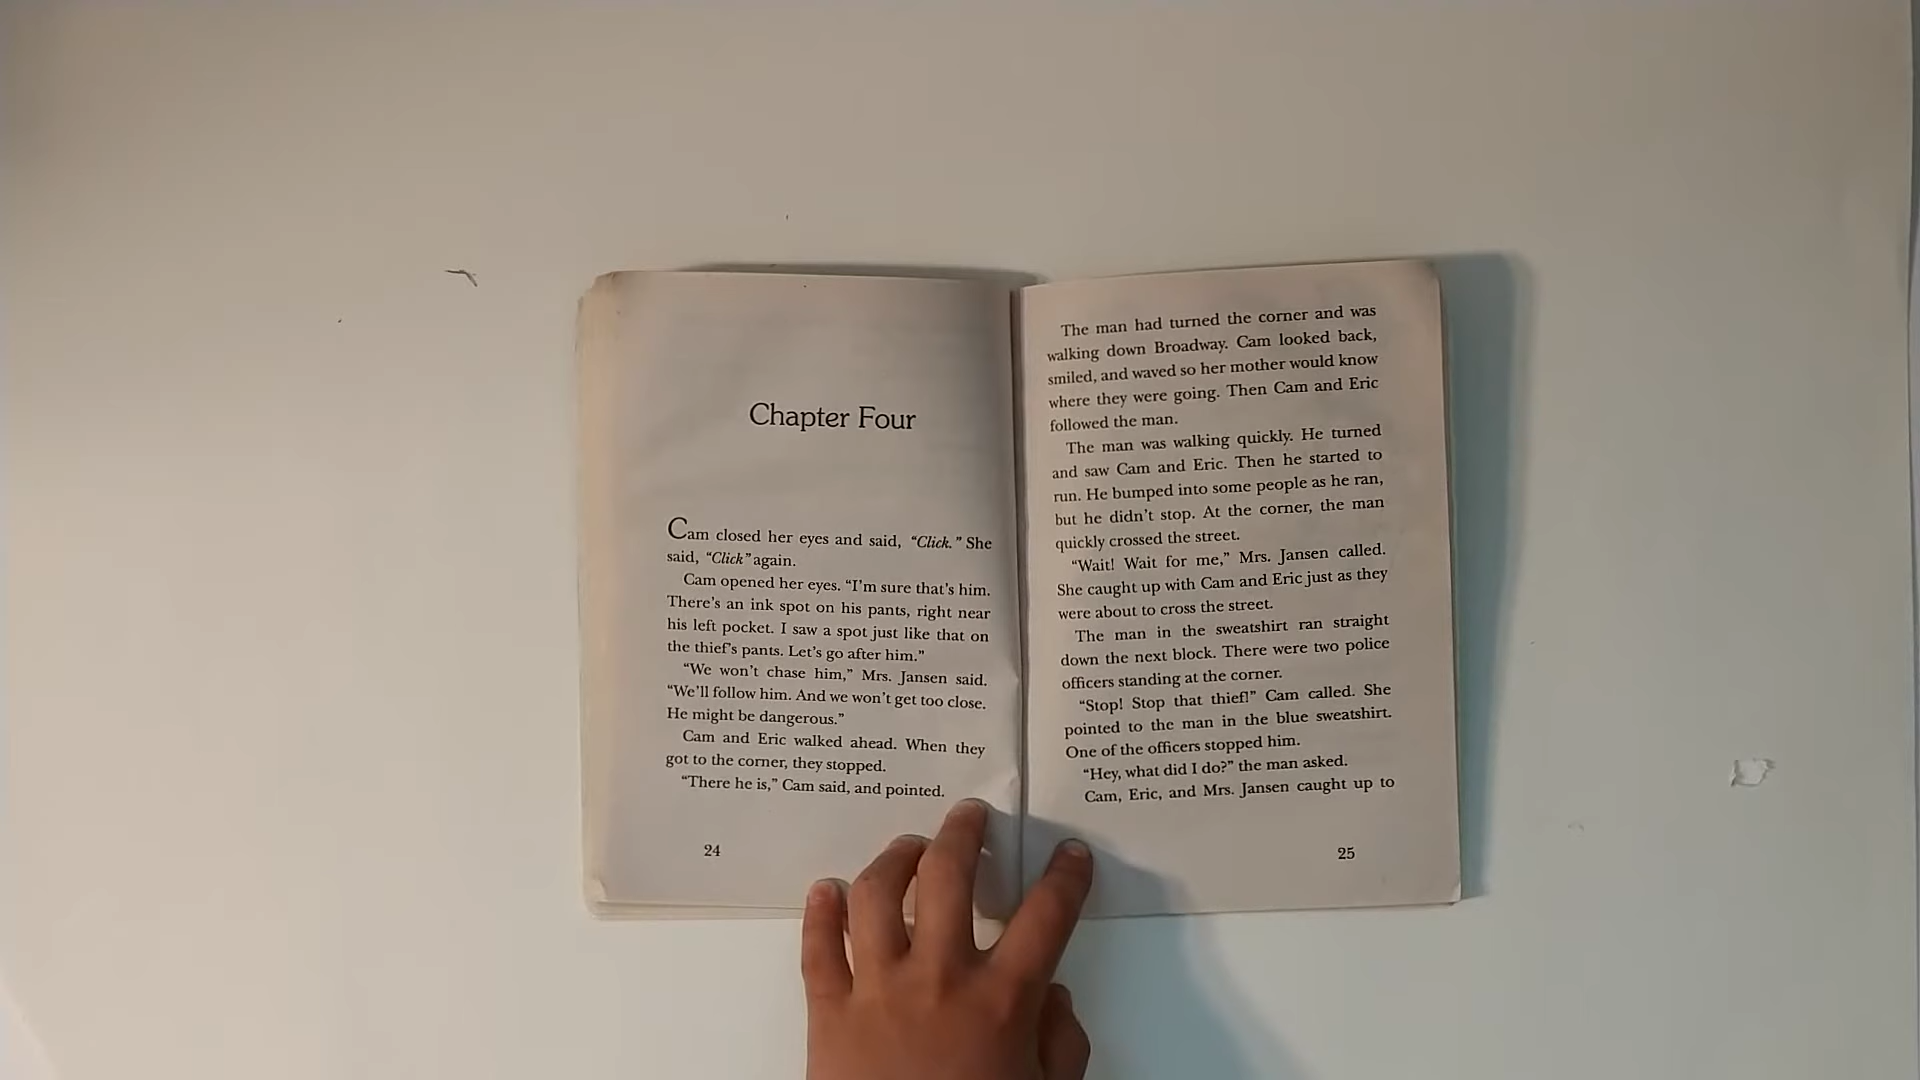 Chapter Four
Cam closed her eyes and said, “Click.” She
said, “Click” again.
Cam opened her eyes. “I’m sure that’s him.
There’s an ink spot on his pants, right near
his left pocket. I saw a spot just like that on
the thief’s pants. Let’s go after him.”
“We won’t chase him,” Mrs. Jansen said.
“We’ll follow him. And we won’t get too close.
He might be dangerous.”
Cam and Eric walked ahead. When they
got to the corner, they stopped.
“There he is,” Cam said, and pointed.
24
The man had turned the corner and was
walking down Broadway. Cam looked back,
smiled, and waved so her mother would know
where they were going. Then Cam and Eric
followed the man.
The man was walking quickly. He turned
and saw Cam and Eric. Then he started to
run. He bumped into some people as he ran,
but he didn’t stop. At the corner, the man
quickly crossed the street.
“Wait! Wait for me,” Mrs. Jansen called.
She caught up with Cam and Eric just as they
were about to cross the street.
The man in the sweatshirt ran straight
down the next block. There were two police
officers standing at the corner.
“Stop! Stop that thief!” Cam called. She
pointed to the man in the blue sweatshirt.
One of the officers stopped him.
“Hey, what did I do?” the man asked.
Cam, Eric, and Mrs. Jansen caught up to
25